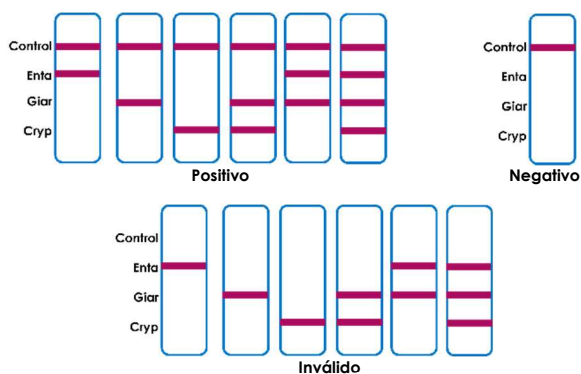 Control
Enta
Giar
Cryp
Positivo
Control
Enta
Giar
Cryp
Negativo
Control
Enta
Giar
Cryp
Inválido